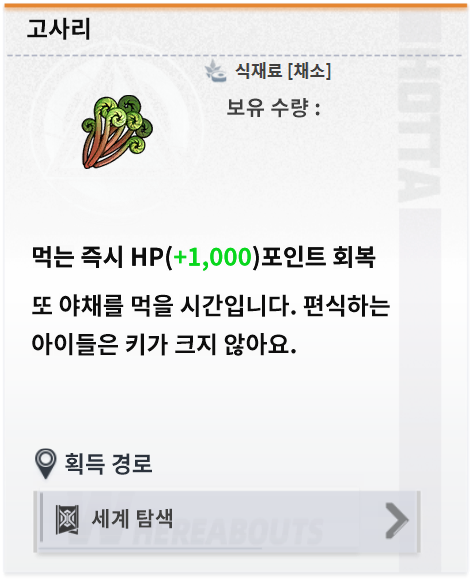 고사리
식재료 [채소]
보유 수량 :
HOTTA
먹는 즉시 HP(+1,000)포인트 회복
또 야채를 먹을 시간입니다. 편식하는
아이들은 키가 크지 않아요.
획득 경로
세계 탐색
HEREABOUTS